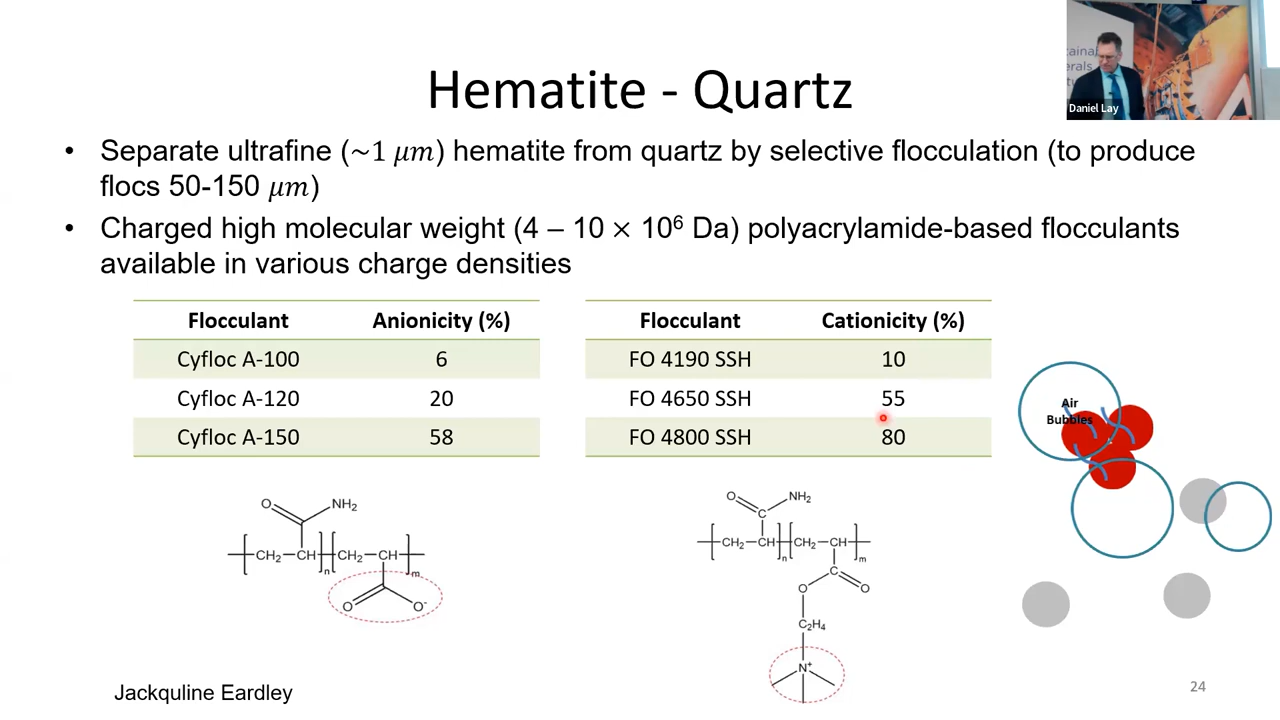 tainab
erals
tu
Daniel Lay
Hematite - Quartz
• Separate ultrafine (~1 μm) hematite from quartz by selective flocculation (to produce
flocs 50-150 μm)
• Charged high molecular weight (4 – 10 × 10⁶ Da) polyacrylamide-based flocculants
available in various charge densities
Flocculant Anionicity (%)
Cyfloc A-100 6
Cyfloc A-120 20
Cyfloc A-150 58
Flocculant Cationicity (%)
FO 4190 SSH 10
FO 4650 SSH 55
FO 4800 SSH 80
Air
Bubbles
O NH₂
CH₂ CH n CH₂ CH m
O O⁻
O NH₂
C
CH₂ CH n CH₂ CH m
C
O O
C₂H₄
N⁺
Jackquline Eardley
24